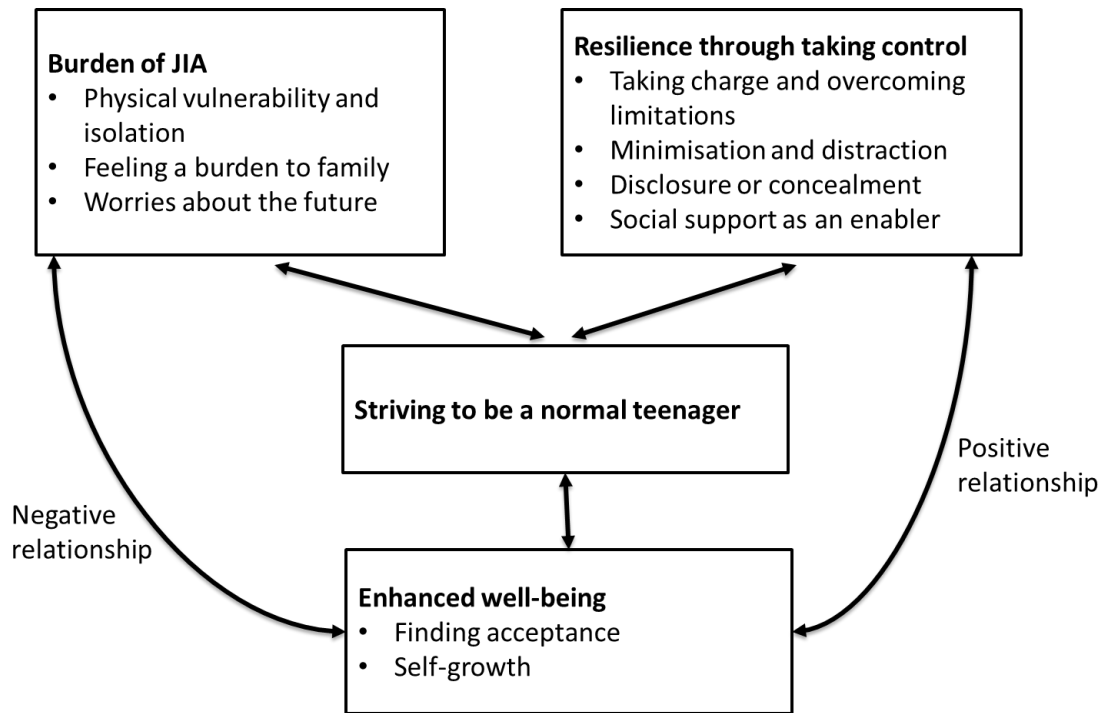 Burden of JIA
• Physical vulnerability and
isolation
• Feeling a burden to family
• Worries about the future
Resilience through taking control
• Taking charge and overcoming
limitations
• Minimisation and distraction
• Disclosure or concealment
• Social support as an enabler
Striving to be a normal teenager
Negative
relationship
Positive
relationship
Enhanced well-being
• Finding acceptance
• Self-growth